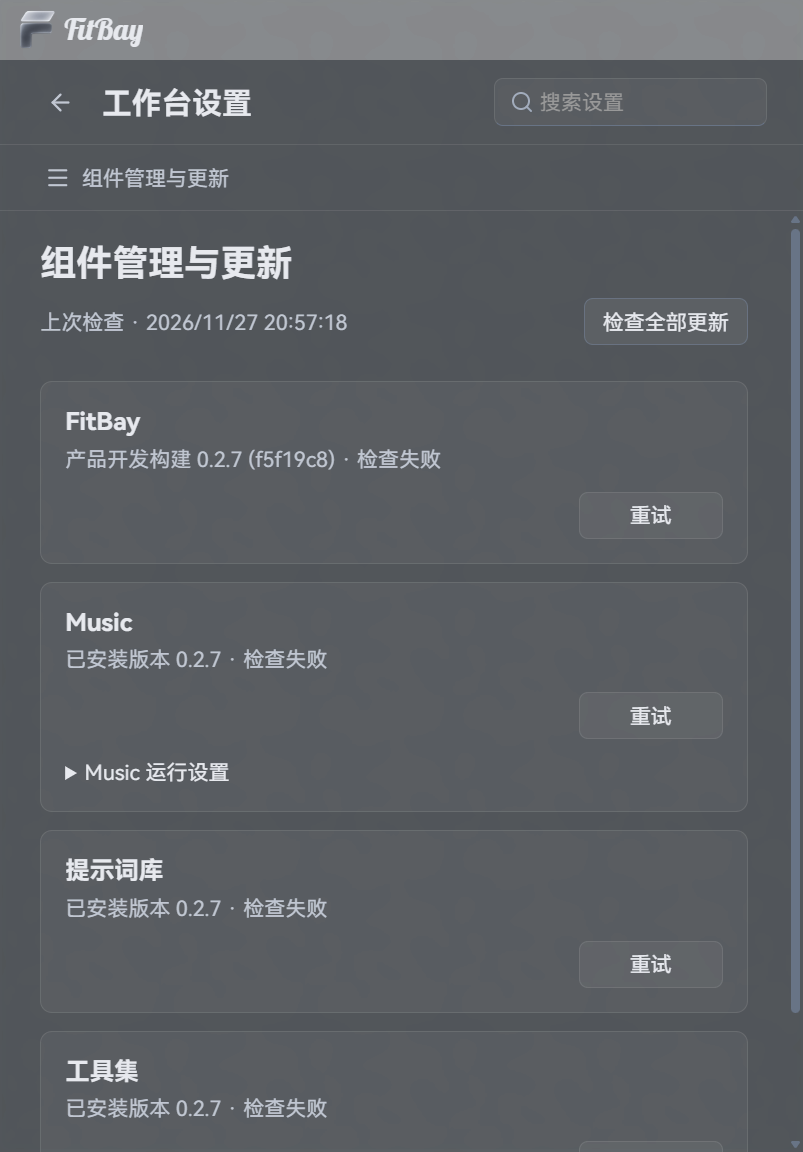 FitBay
工作台设置
搜索设置
组件管理与更新
组件管理与更新
上次检查 · 2026/11/27 20:57:18
检查全部更新
FitBay
产品开发构建 0.2.7 (f5f19c8) · 检查失败
重试
Music
已安装版本 0.2.7 · 检查失败
重试
Music 运行设置
提示词库
已安装版本 0.2.7 · 检查失败
重试
工具集
已安装版本 0.2.7 · 检查失败